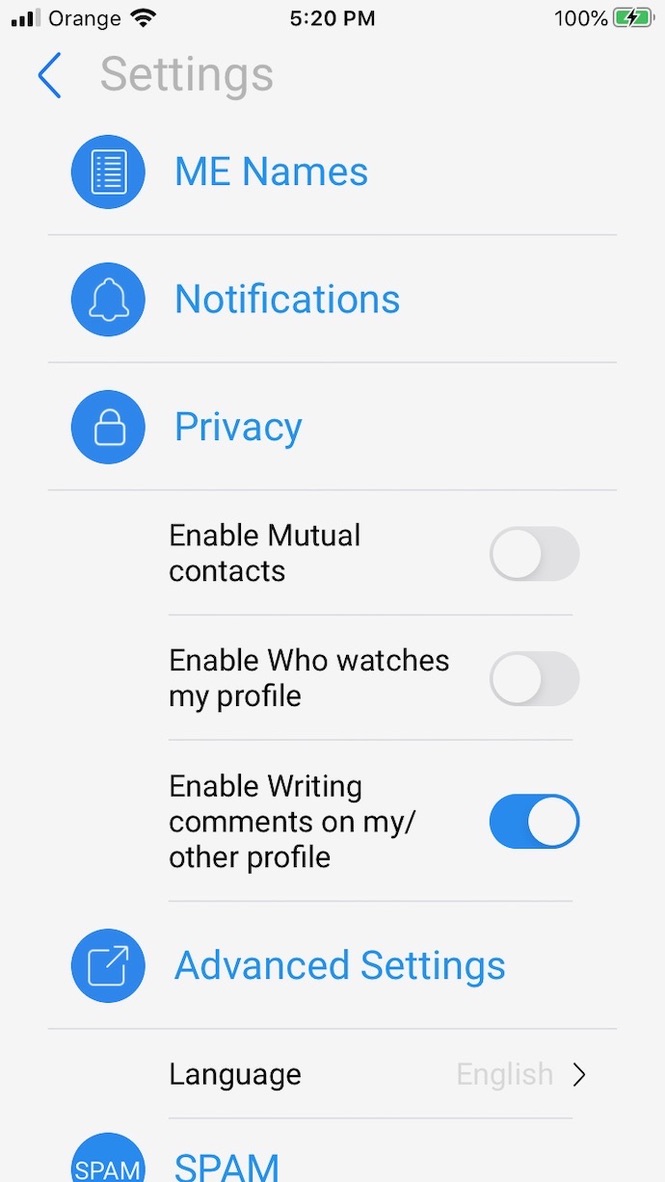 Orange 5:20 PM 100%
Settings
ME Names
Notifications
Privacy
Enable Mutual
contacts
Enable Who watches
my profile
Enable Writing
comments on my/
other profile
Advanced Settings
Language English
SPAM SPAM